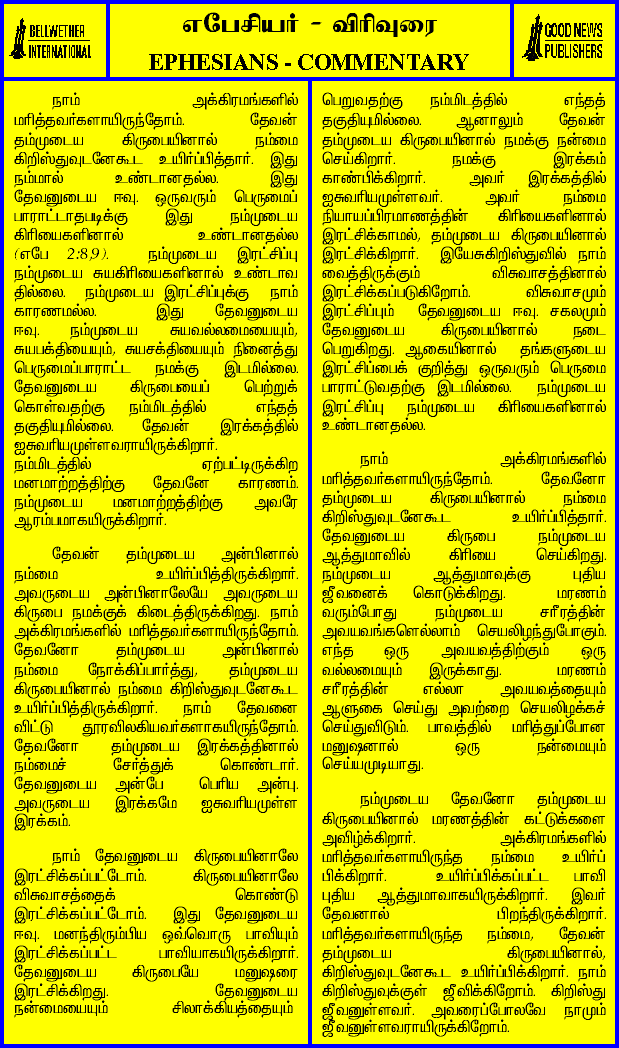 BELLWETHER
INTERNATIONAL
எபேசியர் - விரிவுரை
EPHESIANS - COMMENTARY
GOOD NEWS
PUBLISHERS
நாம் அக்கிரமங்களில்
மரித்தவர்களாயிருந்தோம். தேவன்
தம்முடைய கிருபையினால் நம்மை
கிறிஸ்துவுடனேகூட உயிர்ப்பித்தார். இது
நம்மால் உண்டானதல்ல. இது
தேவனுடைய ஈவு. ஒருவரும் பெருமைப்
பாராட்டாதபடிக்கு இது நம்முடைய
கிரியைகளினால் உண்டானதல்ல
(எபே 2:8,9). நம்முடைய இரட்சிப்பு
நம்முடைய சுயகிரியைகளினால் உண்டாவ
தில்லை. நம்முடைய இரட்சிப்புக்கு நாம்
காரணமல்ல. இது தேவனுடைய
ஈவு. நம்முடைய சுயவல்லமையையும்,
சுயபக்தியையும், சுயசக்தியையும் நினைத்து
பெருமைப்பாராட்ட நமக்கு இடமில்லை.
தேவனுடைய கிருபையைப் பெற்றுக்
கொள்வதற்கு நம்மிடத்தில் எந்தத்
தகுதியுமில்லை. தேவன் இரக்கத்தில்
ஐசுவரியமுள்ளவராயிருக்கிறார்.
நம்மிடத்தில் ஏற்பட்டிருக்கிற
மனமாற்றத்திற்கு தேவனே காரணம்.
நம்முடைய மனமாற்றத்திற்கு அவரே
ஆரம்பமாகயிருக்கிறார்.
தேவன் தம்முடைய அன்பினால்
நம்மை உயிர்ப்பித்திருக்கிறார்.
அவருடைய அன்பினாலேயே அவருடைய
கிருபை நமக்குக் கிடைத்திருக்கிறது. நாம்
அக்கிரமங்களில் மரித்தவர்களாயிருந்தோம்.
தேவனோ தம்முடைய அன்பினால்
நம்மை நோக்கிப்பார்த்து, தம்முடைய
கிருபையினால் நம்மை கிறிஸ்துவுடனேகூட
உயிர்ப்பித்திருக்கிறார். நாம் தேவனை
விட்டு தூரவிலகியவர்களாகயிருந்தோம்.
தேவனோ தம்முடைய இரக்கத்தினால்
நம்மைச் சேர்த்துக் கொண்டார்.
தேவனுடைய அன்பே பெரிய அன்பு.
அவருடைய இரக்கமே ஐசுவரியமுள்ள
இரக்கம்.
நாம் தேவனுடைய கிருபையினாலே
இரட்சிக்கப்பட்டோம். கிருபையினாலே
விசுவாசத்தைக் கொண்டு
இரட்சிக்கப்பட்டோம். இது தேவனுடைய
ஈவு. மனந்திரும்பிய ஒவ்வொரு பாவியும்
இரட்சிக்கப்பட்ட பாவியாகயிருக்கிறார்.
தேவனுடைய கிருபையே மனுஷரை
இரட்சிக்கிறது. தேவனுடைய
நன்மையையும் சிலாக்கியத்தையும்
பெறுவதற்கு நம்மிடத்தில் எந்தத்
தகுதியுமில்லை. ஆனாலும் தேவன்
தம்முடைய கிருபையினால் நமக்கு நன்மை
செய்கிறார். நமக்கு இரக்கம்
காண்பிக்கிறார். அவர் இரக்கத்தில்
ஐசுவரியமுள்ளவர். அவர் நம்மை
நியாயப்பிரமாணத்தின் கிரியைகளினால்
இரட்சிக்காமல், தம்முடைய கிருபையினால்
இரட்சிக்கிறார். இயேசுகிறிஸ்துவில் நாம்
வைத்திருக்கும் விசுவாசத்தினால்
இரட்சிக்கப்படுகிறோம். விசுவாசமும்
இரட்சிப்பும் தேவனுடைய ஈவு. சகலமும்
தேவனுடைய கிருபையினால் நடை
பெறுகிறது. ஆகையினால் தங்களுடைய
இரட்சிப்பைக் குறித்து ஒருவரும் பெருமை
பாராட்டுவதற்கு இடமில்லை. நம்முடைய
இரட்சிப்பு நம்முடைய கிரியைகளினால்
உண்டானதல்ல.
நாம் அக்கிரமங்களில்
மரித்தவர்களாயிருந்தோம். தேவனோ
தம்முடைய கிருபையினால் நம்மை
கிறிஸ்துவுடனேகூட உயிர்ப்பித்தார்.
தேவனுடைய கிருபை நம்முடைய
ஆத்துமாவில் கிரியை செய்கிறது.
நம்முடைய ஆத்துமாவுக்கு புதிய
ஜீவனைக் கொடுக்கிறது. மரணம்
வரும்போது நம்முடைய சரீரத்தின்
அவயவங்களெல்லாம் செயலிழந்துபோகும்.
எந்த ஒரு அவயவத்திற்கும் ஒரு
வல்லமையும் இருக்காது. மரணம்
சரீரத்தின் எல்லா அவயவத்தையும்
ஆளுகை செய்து அவற்றை செயலிழக்கச்
செய்துவிடும். பாவத்தில் மரித்துப்போன
மனுஷனால் ஒரு நன்மையும்
செய்யமுடியாது.
நம்முடைய தேவனோ தம்முடைய
கிருபையினால் மரணத்தின் கட்டுக்களை
அவிழ்க்கிறார். அக்கிரமங்களில்
மரித்தவர்களாயிருந்த நம்மை உயிர்ப்
பிக்கிறார். உயிர்ப்பிக்கப்பட்ட பாவி
புதிய ஆத்துமாவாகயிருக்கிறார். இவர்
தேவனால் பிறந்திருக்கிறார்.
மரித்தவர்களாயிருந்த நம்மை, தேவன்
தம்முடைய கிருபையினால்,
கிறிஸ்துவுடனேகூட உயிர்ப்பிக்கிறார். நாம்
கிறிஸ்துவுக்குள் ஜீவிக்கிறோம். கிறிஸ்து
ஜீவனுள்ளவர். அவரைப்போலவே நாமும்
ஜீவனுள்ளவராயிருக்கிறோம்.